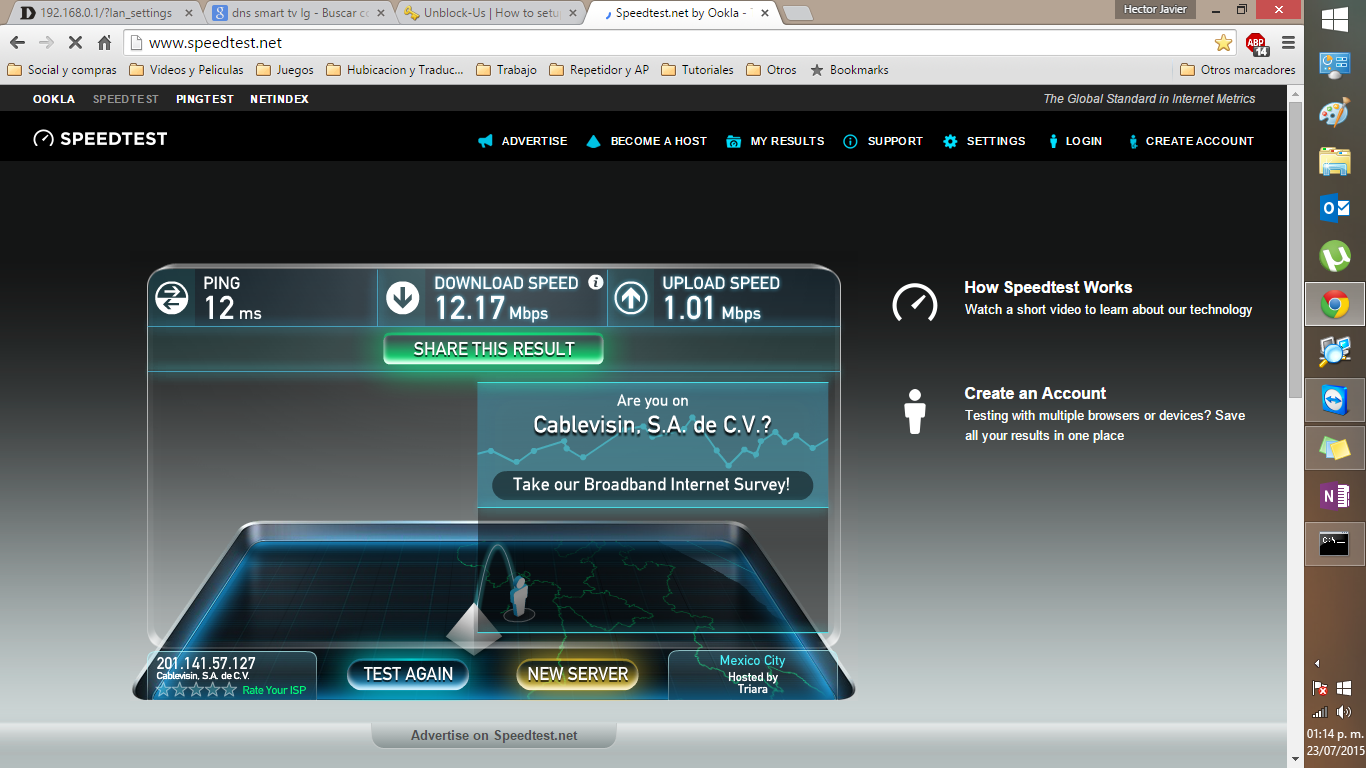 192.168.0.1/?lan_settings
dns smart tv lg - Buscar co
Unblock-Us | How to setu
Speedtest.net by Ookla -
Hector Javier
www.speedtest.net
ABP
14
Social y compras
Videos y Peliculas
Juegos
Hubicacion y Traduc...
Trabajo
Repetidor y AP
Tutoriales
Otros
Bookmarks
Otros marcadores
OOKLA
SPEEDTEST
PINGTEST
NETINDEX
The Global Standard in Internet Metrics
SPEEDTEST
ADVERTISE
BECOME A HOST
MY RESULTS
SUPPORT
SETTINGS
LOGIN
CREATE ACCOUNT
PING
12 ms
DOWNLOAD SPEED
12.17 Mbps
UPLOAD SPEED
1.01 Mbps
SHARE THIS RESULT
Are you on
Cablevisin, S.A. de C.V.?
Take our Broadband Internet Survey!
How Speedtest Works
Watch a short video to learn about our technology
Create an Account
Testing with multiple browsers or devices? Save
all your results in one place
201.141.57.127
Cablevisin, S.A. de C.V.
Rate Your ISP
TEST AGAIN
NEW SERVER
Mexico City
Hosted by
Triara
Advertise on Speedtest.net
01:14 p. m.
23/07/2015